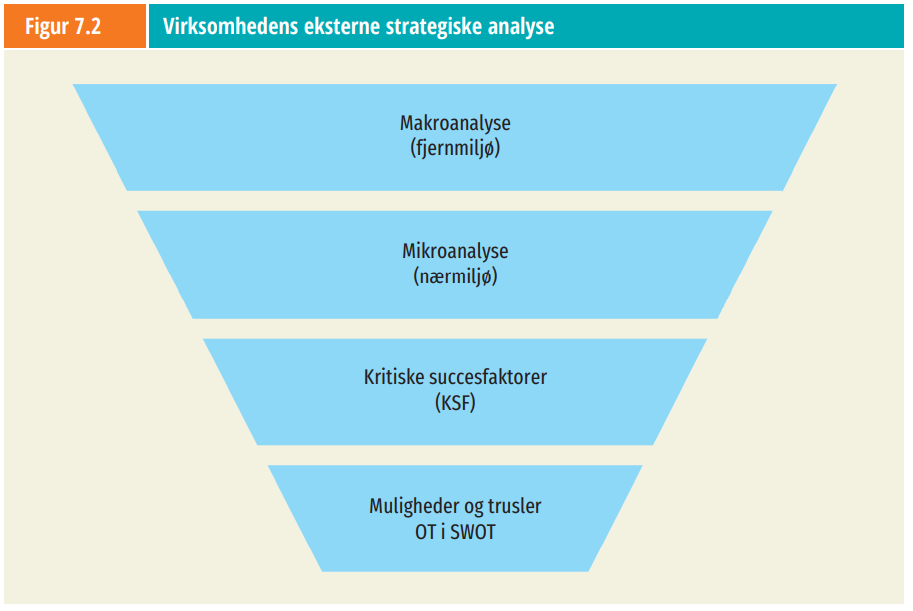 Figur 7.2
Virksomhedens eksterne strategiske analyse
Makroanalyse
(fjernmiljø)
Mikroanalyse
(nærmiljø)
Kritiske succesfaktorer
(KSF)
Muligheder og trusler
OT i SWOT